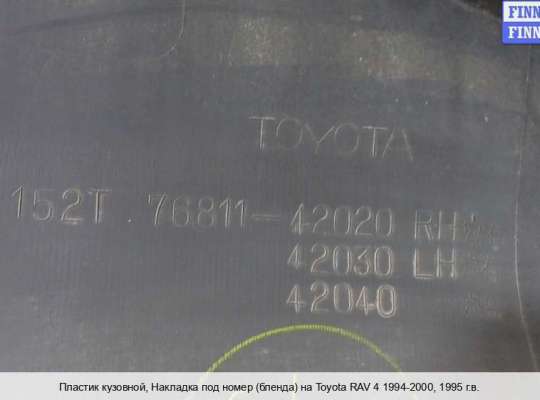 FINN
FINN
TOYOTA
152T 76811-42020 RH
42030 LH
42040
Пластик кузовной, Накладка под номер (бленда) на Toyota RAV 4 1994-2000, 1995 г.в.